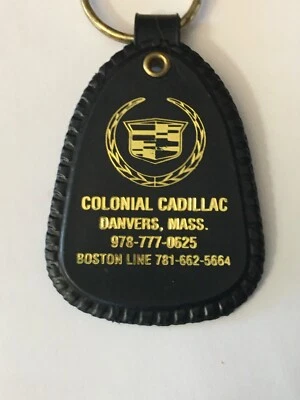 COLONIAL CADILLAC
DANVERS, MASS.
978-777-0625
BOSTON LINE 781-662-5664